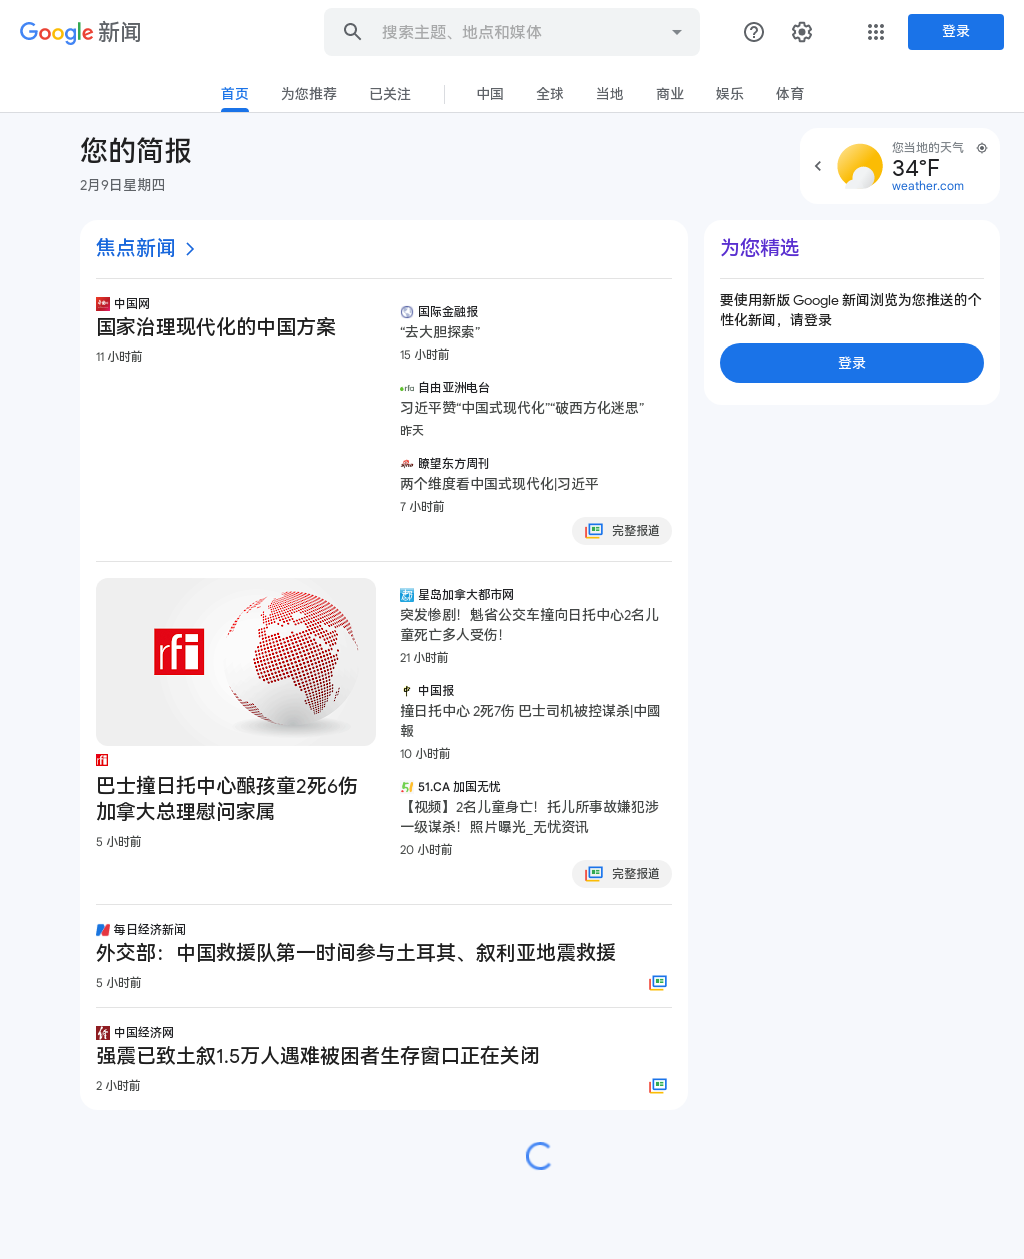 Google 新闻
搜索主题、地点和媒体
登录
首页
为您推荐
已关注
中国
全球
当地
商业
娱乐
体育
您的简报
2月9日星期四
您当地的天气
34°F
weather.com
焦点新闻
中国网
国家治理现代化的中国方案
11 小时前
国际金融报
“去大胆探索”
15 小时前
rfa 自由亚洲电台
习近平赞“中国式现代化”“破西方化迷思”
昨天
瞭望东方周刊
两个维度看中国式现代化|习近平
7 小时前
完整报道
rfi
巴士撞日托中心酿孩童2死6伤
加拿大总理慰问家属
5 小时前
星岛加拿大都市网
突发惨剧！魁省公交车撞向日托中心2名儿
童死亡多人受伤！
21 小时前
中国报
撞日托中心 2死7伤 巴士司机被控谋杀|中國
報
10 小时前
51.CA 加国无忧
【视频】2名儿童身亡！托儿所事故嫌犯涉
一级谋杀！照片曝光_无忧资讯
20 小时前
完整报道
每日经济新闻
外交部：中国救援队第一时间参与土耳其、叙利亚地震救援
5 小时前
中国经济网
强震已致土叙1.5万人遇难被困者生存窗口正在关闭
2 小时前
为您精选
要使用新版 Google 新闻浏览为您推送的个
性化新闻，请登录
登录